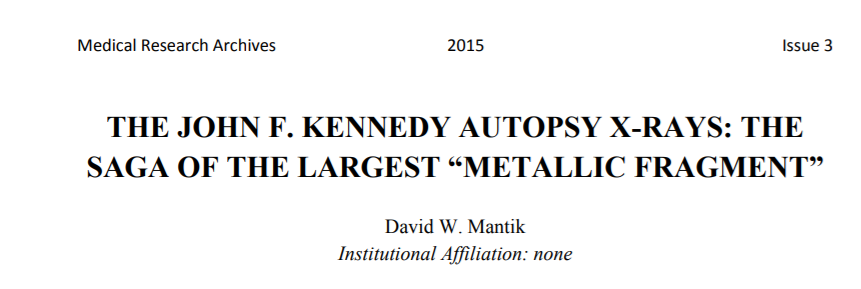 Medical Research Archives 2015 Issue 3
THE JOHN F. KENNEDY AUTOPSY X-RAYS: THE
SAGA OF THE LARGEST “METALLIC FRAGMENT”
David W. Mantik
Institutional Affiliation: none